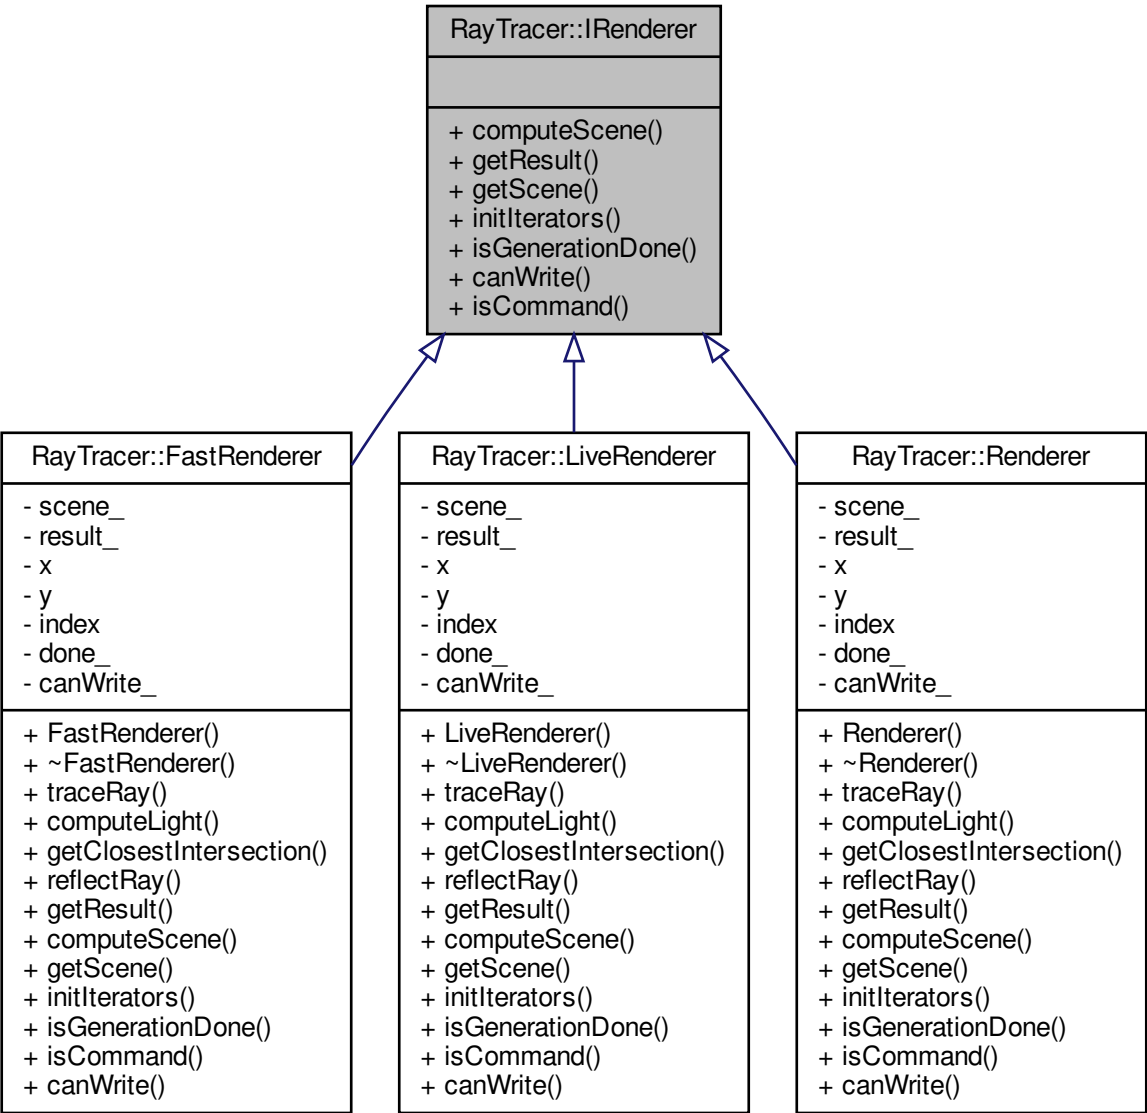 RayTracer::IRenderer
+ computeScene()
+ getResult()
+ getScene()
+ initIterators()
+ isGenerationDone()
+ canWrite()
+ isCommand()
RayTracer::FastRenderer
- scene_
- result_
- x
- y
- index
- done_
- canWrite_
+ FastRenderer()
+ ~FastRenderer()
+ traceRay()
+ computeLight()
+ getClosestIntersection()
+ reflectRay()
+ getResult()
+ computeScene()
+ getScene()
+ initIterators()
+ isGenerationDone()
+ isCommand()
+ canWrite()
RayTracer::LiveRenderer
- scene_
- result_
- x
- y
- index
- done_
- canWrite_
+ LiveRenderer()
+ ~LiveRenderer()
+ traceRay()
+ computeLight()
+ getClosestIntersection()
+ reflectRay()
+ getResult()
+ computeScene()
+ getScene()
+ initIterators()
+ isGenerationDone()
+ isCommand()
+ canWrite()
RayTracer::Renderer
- scene_
- result_
- x
- y
- index
- done_
- canWrite_
+ Renderer()
+ ~Renderer()
+ traceRay()
+ computeLight()
+ getClosestIntersection()
+ reflectRay()
+ getResult()
+ computeScene()
+ getScene()
+ initIterators()
+ isGenerationDone()
+ isCommand()
+ canWrite()